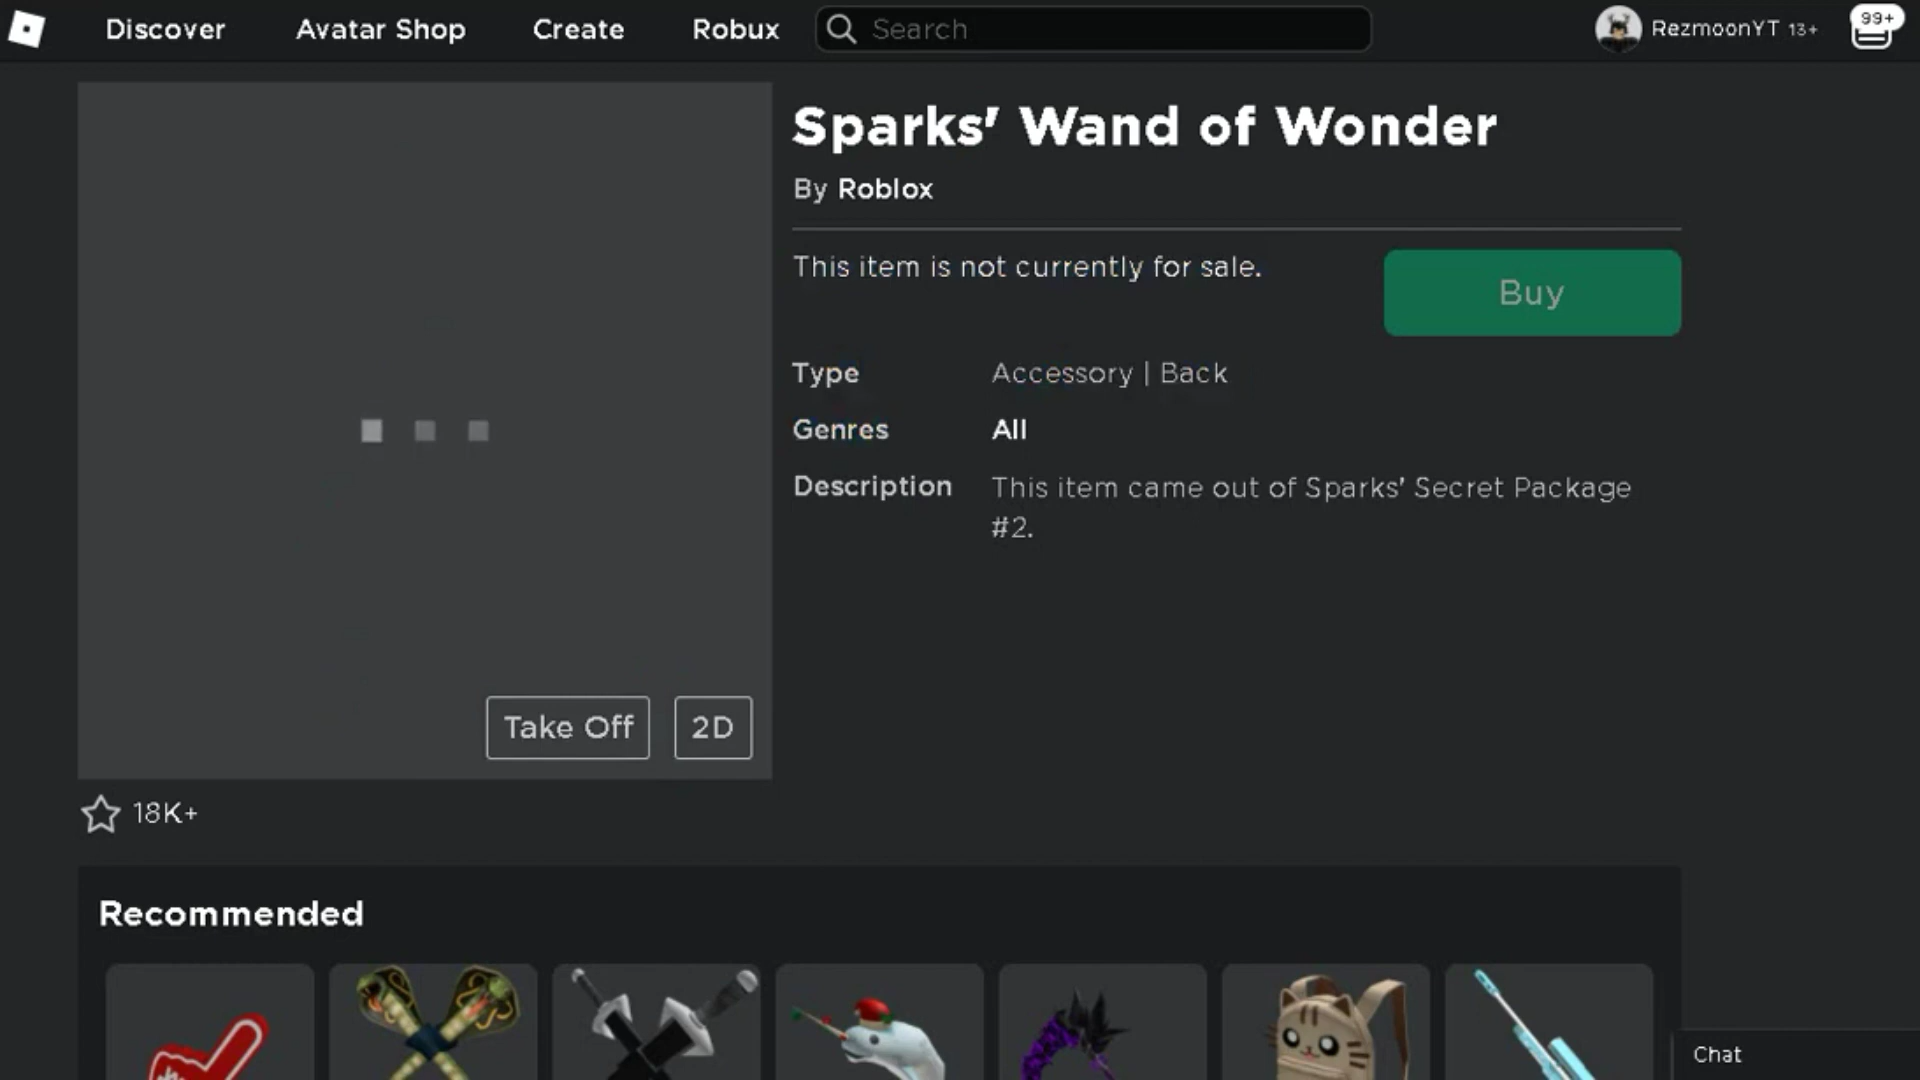 Discover
Avatar Shop
Create
Robux
Search
RezmoonYT 13+
99+
Sparks' Wand of Wonder
By Roblox
This item is not currently for sale.
Buy
Type
Accessory | Back
Genres
All
Description
This item came out of Sparks' Secret Package
#2.
Take Off
2D
18K+
Recommended
Chat